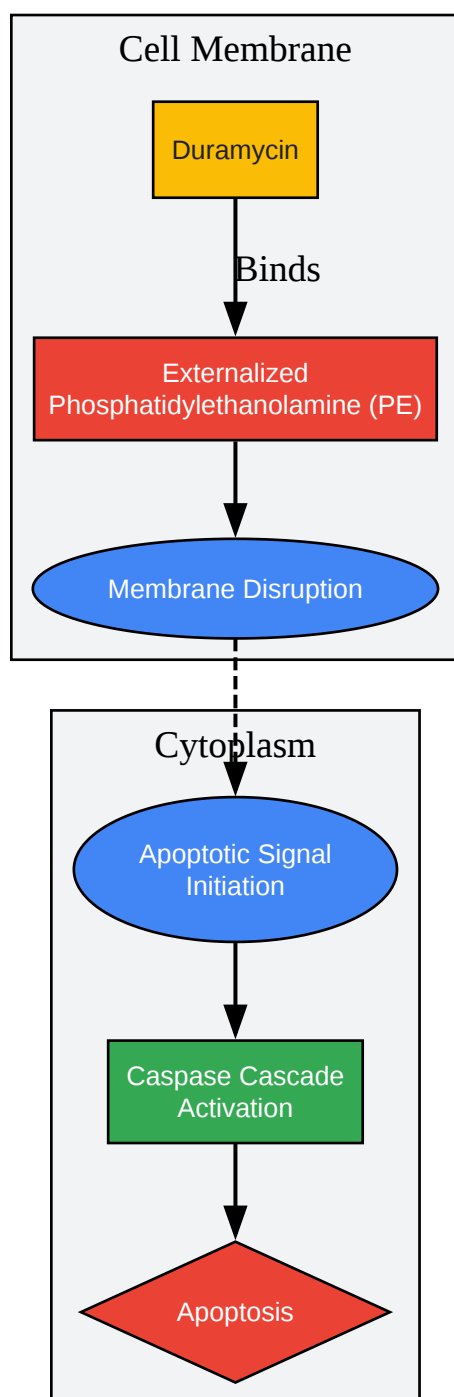 Cell Membrane
Duramycin
Binds
Externalized
Phosphatidylethanolamine (PE)
Membrane Disruption
Cytoplasm
Apoptotic Signal
Initiation
Caspase Cascade
Activation
Apoptosis